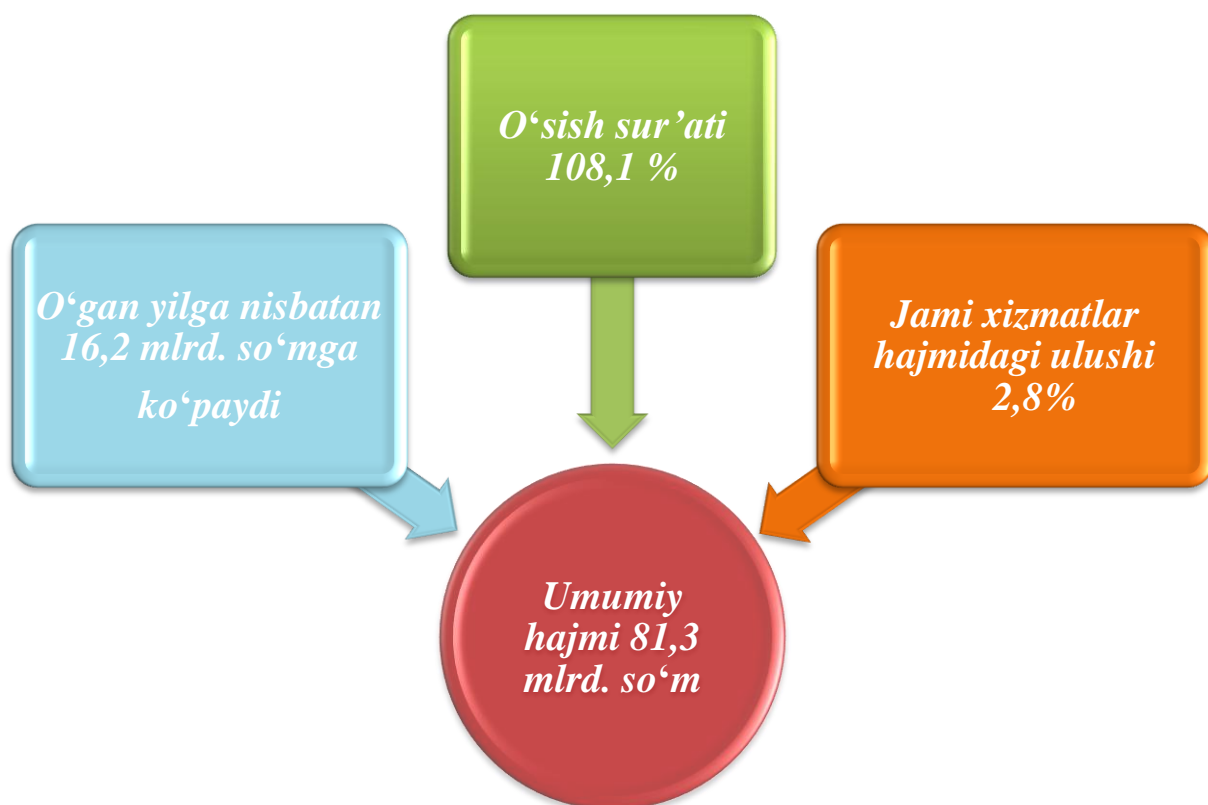 O‘sish sur’ati
108,1 %
O‘gan yilga nisbatan
16,2 mlrd. so‘mga
ko‘paydi
Jami xizmatlar
hajmidagi ulushi
2,8%
Umumiy
hajmi 81,3
mlrd. so‘m